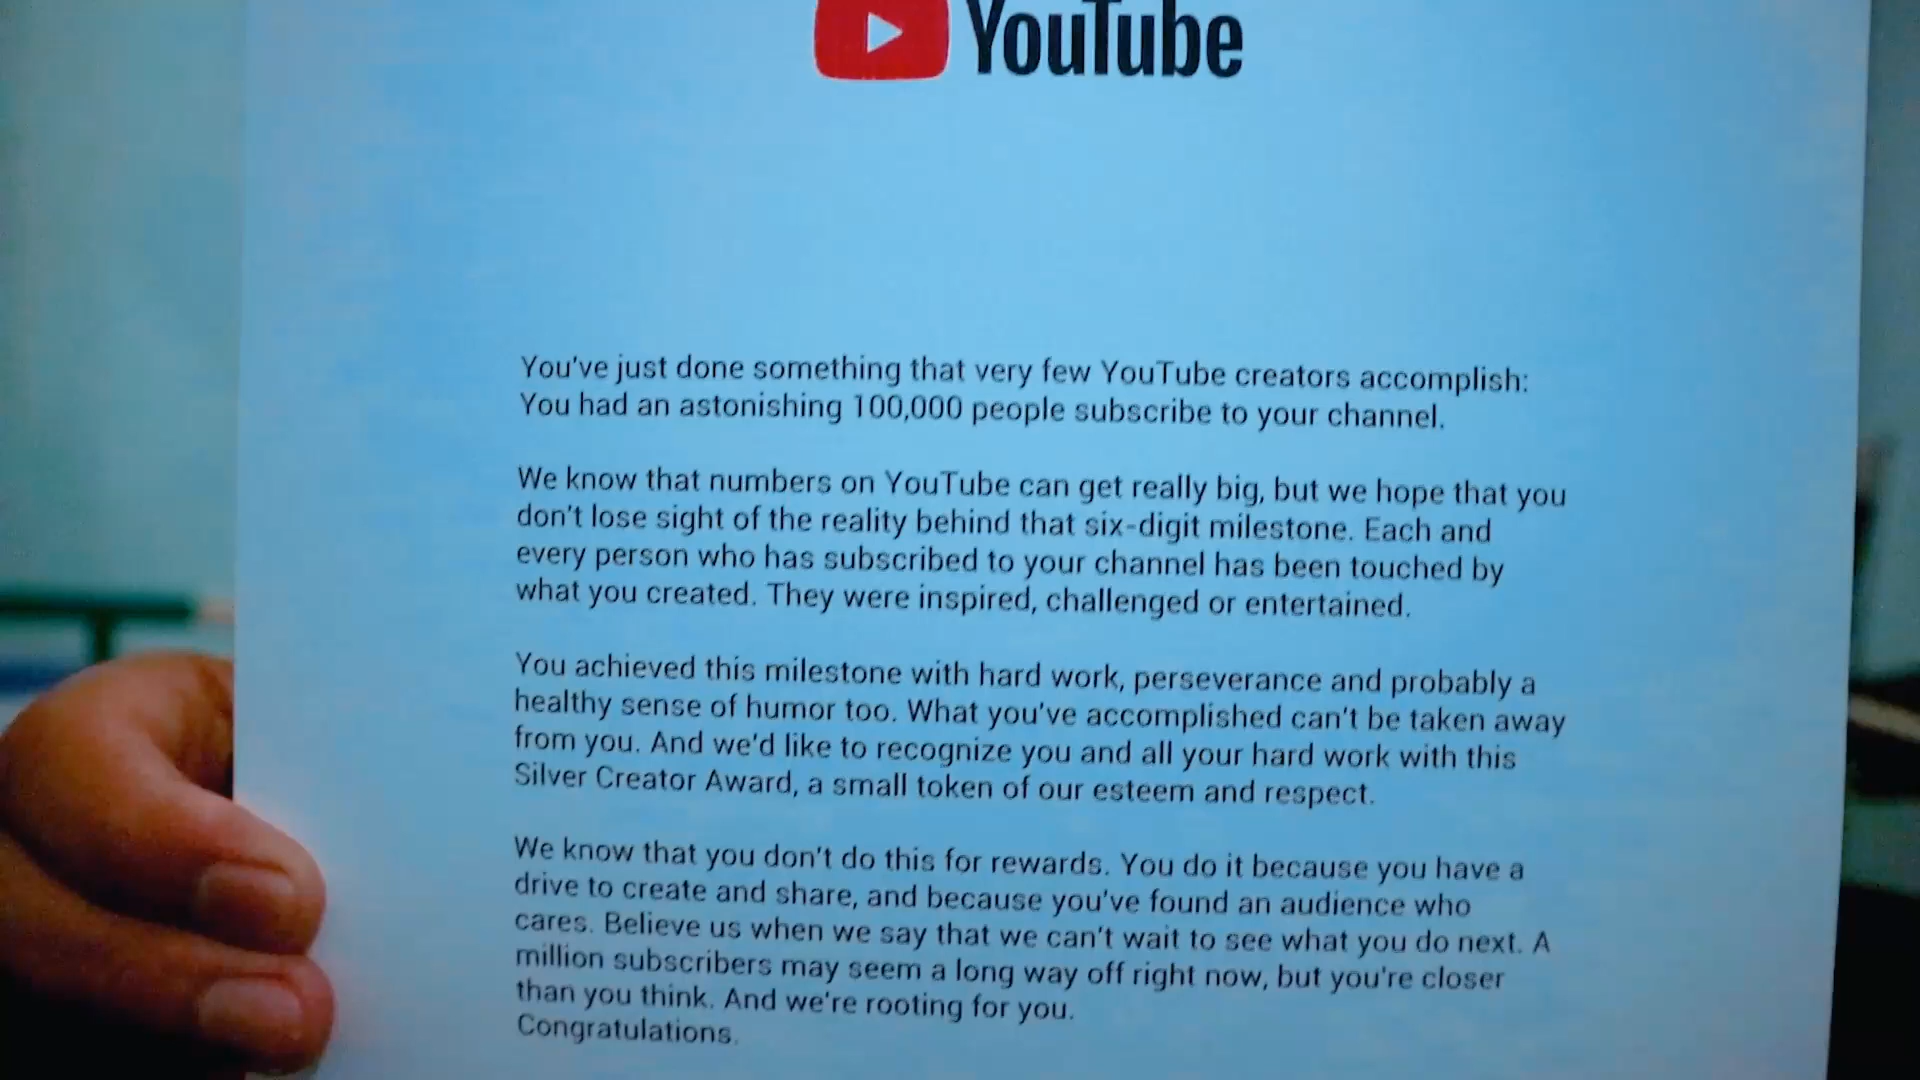 YouTube
You've just done something that very few YouTube creators accomplish:
You had an astonishing 100,000 people subscribe to your channel.
We know that numbers on YouTube can get really big, but we hope that you
don't lose sight of the reality behind that six-digit milestone. Each and
every person who has subscribed to your channel has been touched by
what you created. They were inspired, challenged or entertained.
You achieved this milestone with hard work, perseverance and probably a
healthy sense of humor too. What you've accomplished can't be taken away
from you. And we'd like to recognize you and all your hard work with this
Silver Creator Award, a small token of our esteem and respect.
We know that you don't do this for rewards. You do it because you have a
drive to create and share, and because you've found an audience who
cares. Believe us when we say that we can't wait to see what you do next. A
million subscribers may seem a long way off right now, but you're closer
than you think. And we're rooting for you.
Congratulations.